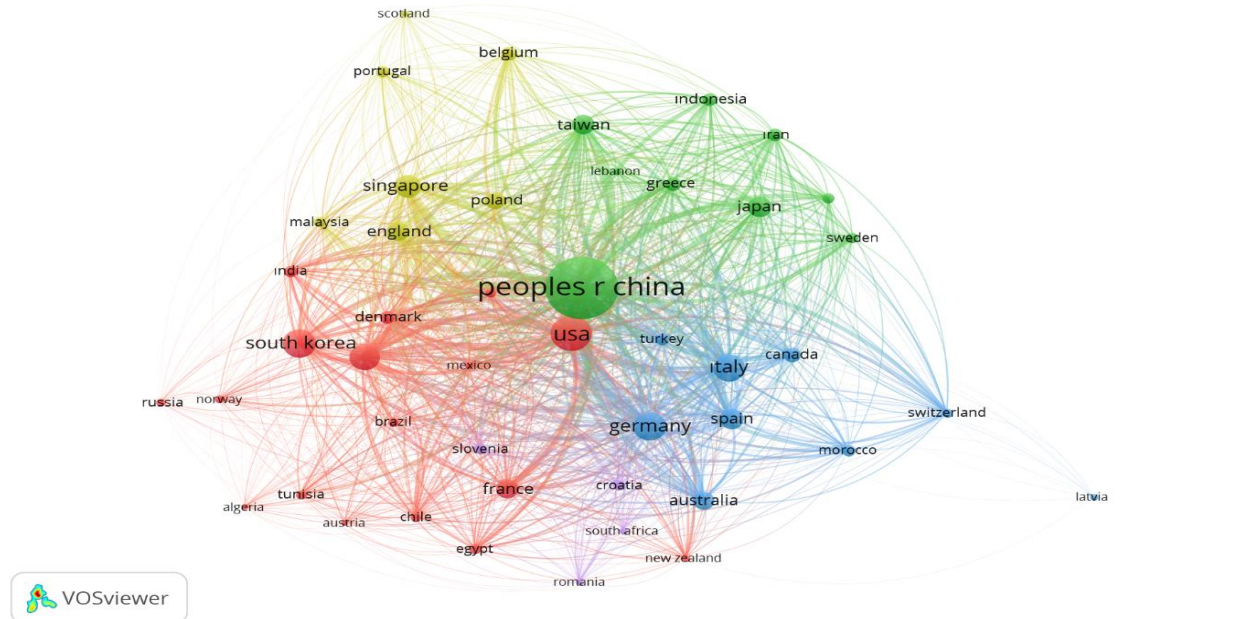 scotland
belgium
portugal
indonesia
taiwan
iran
lebanon
singapore
greece
poland
japan
malaysia
england
sweden
india
peoples r china
denmark
usa
south korea
turkey
canada
mexico
italy
norway
russia
switzerland
brazil
spain
germany
slovenia
morocco
croatia
france
tunisia
latvia
australia
algeria
chile
austria
south africa
egypt
new zealand
romania
VOSviewer